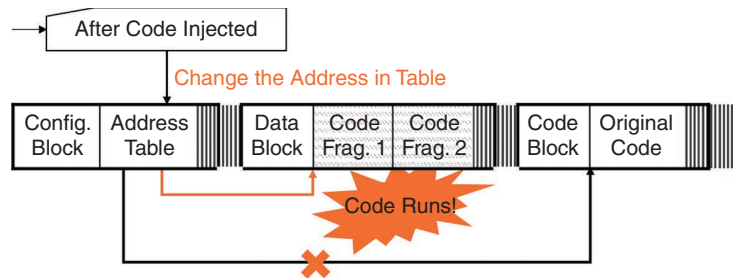 After Code Injected
Change the Address in Table
Config. Address Data Code Code Code Original
Block Table Block Frag. 1 Frag. 2 Block Code
Code Runs!